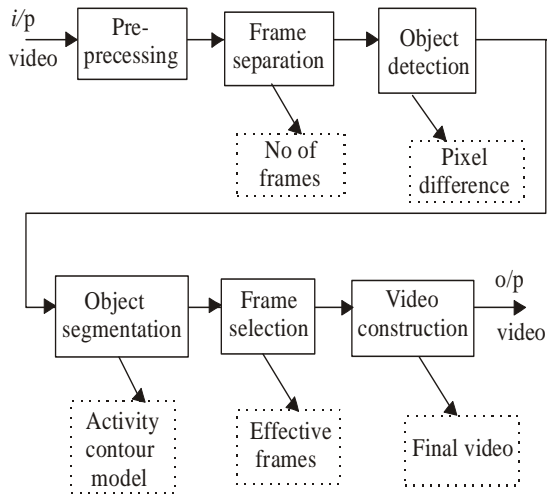 i/p
video
Pre-
precessing
Frame
separation
Object
detection
No of
frames
Pixel
difference
Object
segmentation
Frame
selection
Video
construction
o/p
video
Activity
contour
model
Effective
frames
Final video